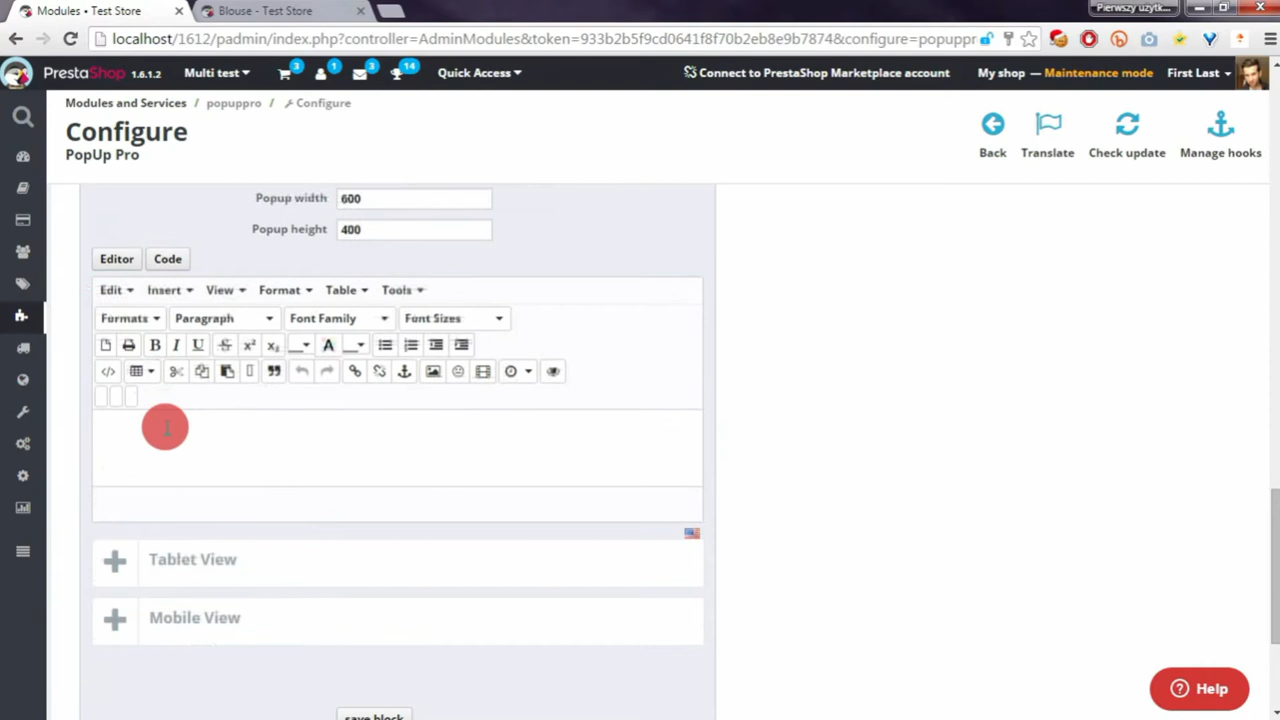 Modules • Test Store
Blouse - Test Store
Pierwszy użytk...
localhost/1612/padmin/index.php?controller=AdminModules&token=933b2b5f9cd0641f8f70b2eb8e9b7874&configure=popuppr
PrestaShop 1.6.1.2
Multi test
3
1
3
14
Quick Access
Connect to PrestaShop Marketplace account
My shop — Maintenance mode
First Last
Modules and Services / popuppro / Configure
Configure
PopUp Pro
Back
Translate
Check update
Manage hooks
Popup width
600
Popup height
400
Editor
Code
Edit
Insert
View
Format
Table
Tools
Formats
Paragraph
Font Family
Font Sizes
Tablet View
Mobile View
save block
Help